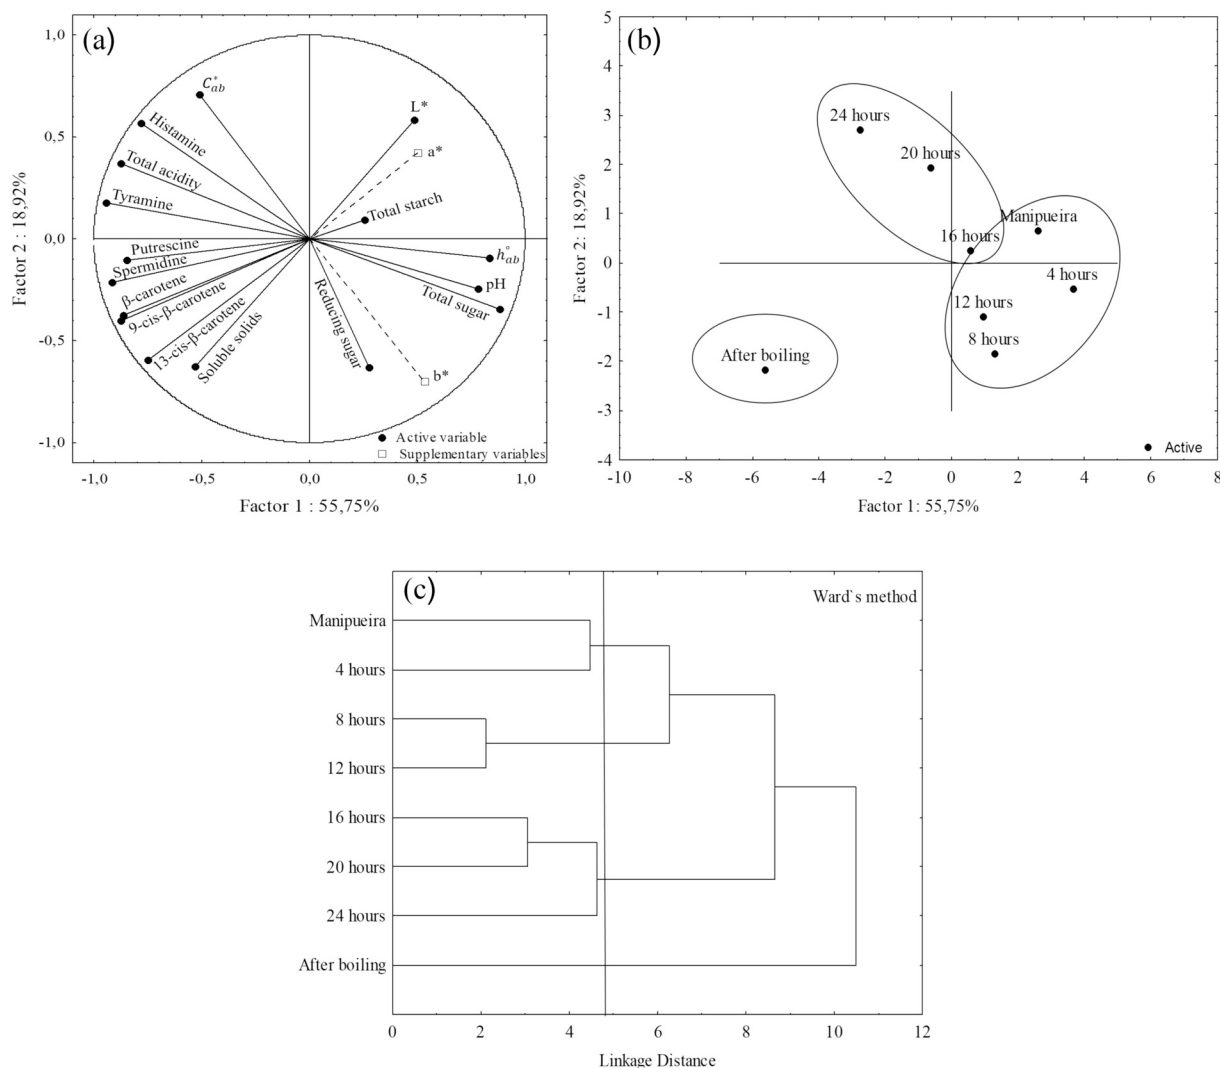 (a)
1,0
0,5
0,0
-0,5
-1,0
Factor 2 : 18,92%
C*ab
Histamine
Total acidity
Tyramine
Putrescine
Spermidine
β-carotene
9-cis-β-carotene
13-cis-β-carotene
Soluble solids
L*
a*
Total starch
h°ab
pH
Total sugar
Reducing sugar
b*
Active variable
Supplementary variables
-1,0 -0,5 0,0 0,5 1,0
Factor 1 : 55,75%
(b)
5
4
3
2
1
0
-1
-2
-3
-4
Factor 2: 18,92%
24 hours
20 hours
Manipueira
16 hours
4 hours
12 hours
8 hours
After boiling
Active
-10 -8 -6 -4 -2 0 2 4 6 8
Factor 1: 55,75%
(c)
Ward`s method
Manipueira
4 hours
8 hours
12 hours
16 hours
20 hours
24 hours
After boiling
0 2 4 6 8 10 12
Linkage Distance